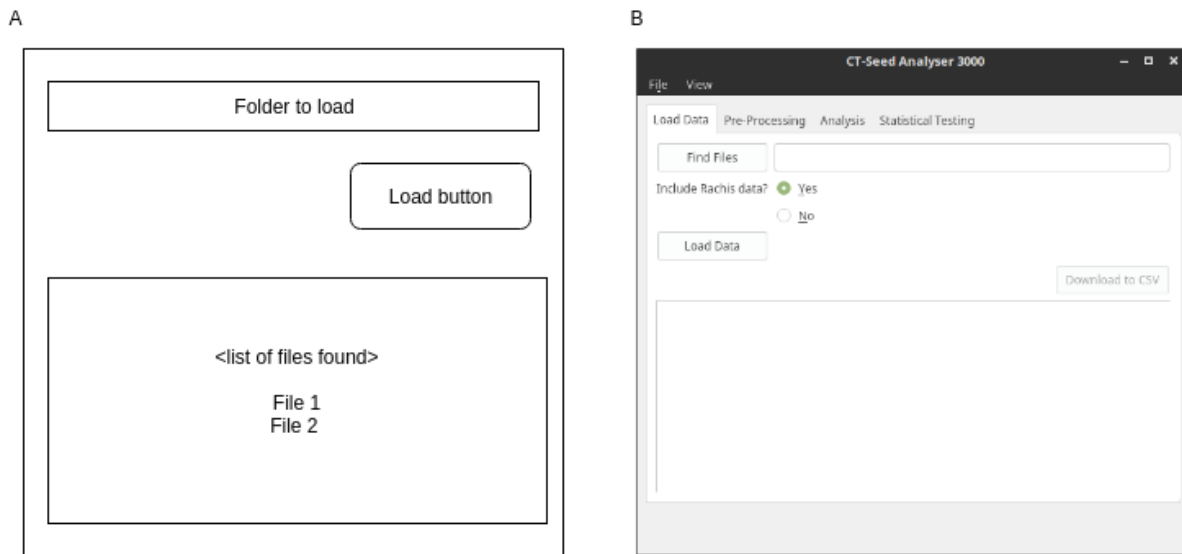 A
Folder to load
Load button
<list of files found>
File 1
File 2
B
CT-Seed Analyser 3000
File View
Load Data Pre-Processing Analysis Statistical Testing
Find Files
Include Rachis data? Yes
No
Load Data
Download to CSV